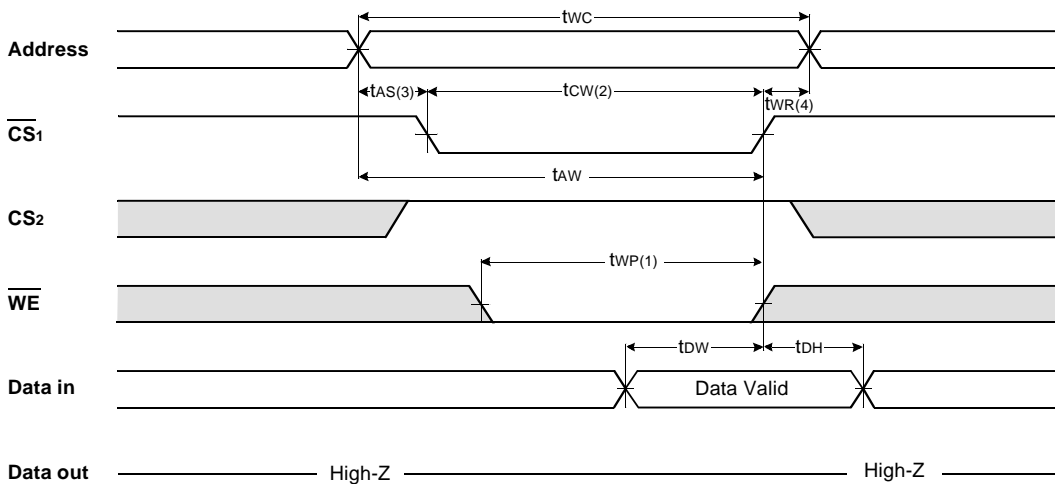 tWC
Address
tAS(3)
tCW(2)
tWR(4)
CS1
tAW
CS2
tWP(1)
WE
tDW
tDH
Data in
Data Valid
Data out
High-Z
High-Z